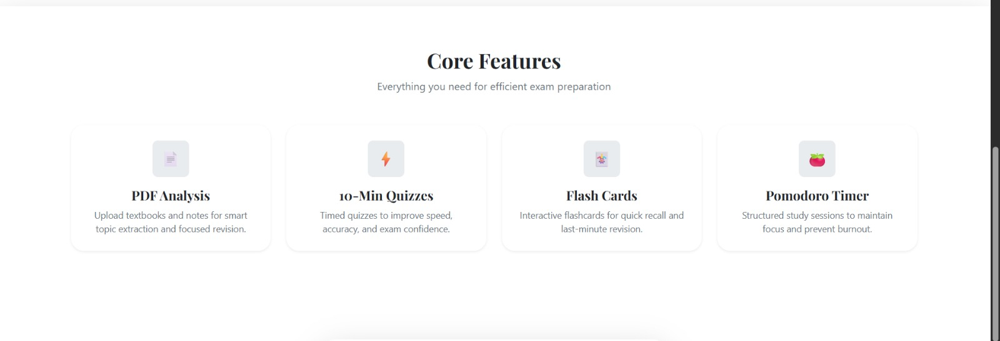 Core Features
Everything you need for efficient exam preparation
PDF Analysis
Upload textbooks and notes for smart
topic extraction and focused revision.
10-Min Quizzes
Timed quizzes to improve speed,
accuracy, and exam confidence.
Flash Cards
Interactive flashcards for quick recall and
last-minute revision.
Pomodoro Timer
Structured study sessions to maintain
focus and prevent burnout.